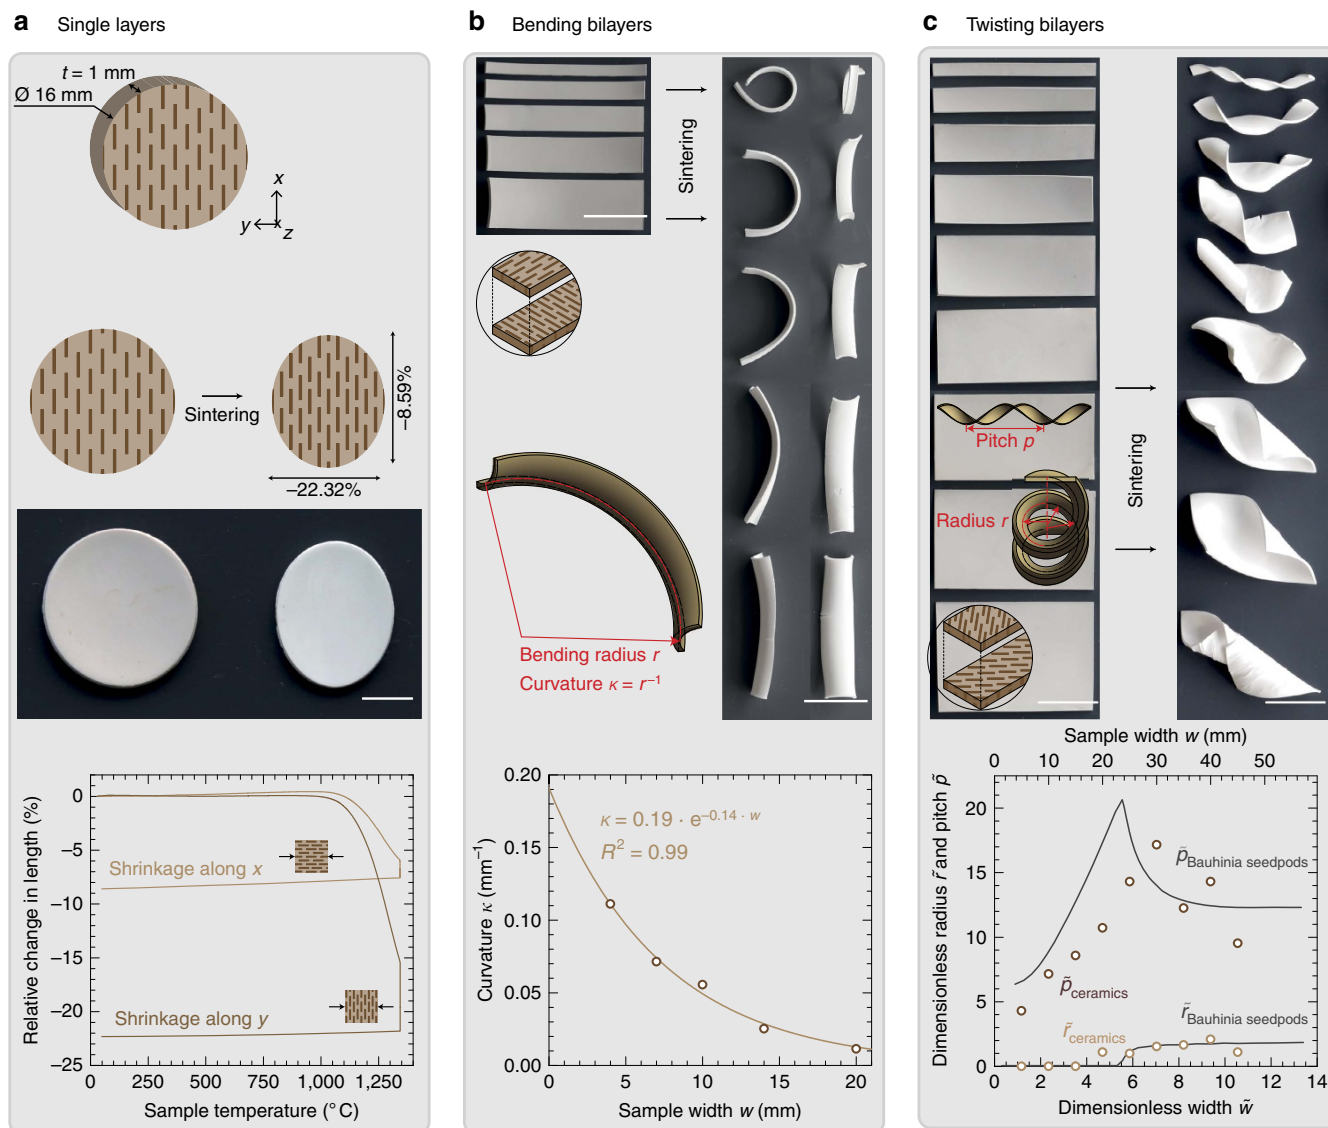 a Single layers
t = 1 mm
Ø 16 mm
x
y
z
Sintering
–8.59%
–22.32%
Relative change in length (%)
0
–5
–10
–15
–20
–25
Shrinkage along x
Shrinkage along y
0 250 500 750 1,000 1,250
Sample temperature (°C)
b Bending bilayers
Sintering
Bending radius r
Curvature κ = r⁻¹
Curvature κ (mm⁻¹)
0.20
0.15
0.10
0.05
0.00
κ = 0.19 · e^–0.14 · w
R² = 0.99
0 5 10 15 20
Sample width w (mm)
c Twisting bilayers
Pitch p
Radius r
Sintering
Sample width w (mm)
0 10 20 30 40 50
Dimensionless radius r̃ and pitch p̃
20
15
10
5
0
p̃Bauhinia seedpods
p̃ceramics
r̃Bauhinia seedpods
r̃ceramics
0 2 4 6 8 10 12 14
Dimensionless width w̃